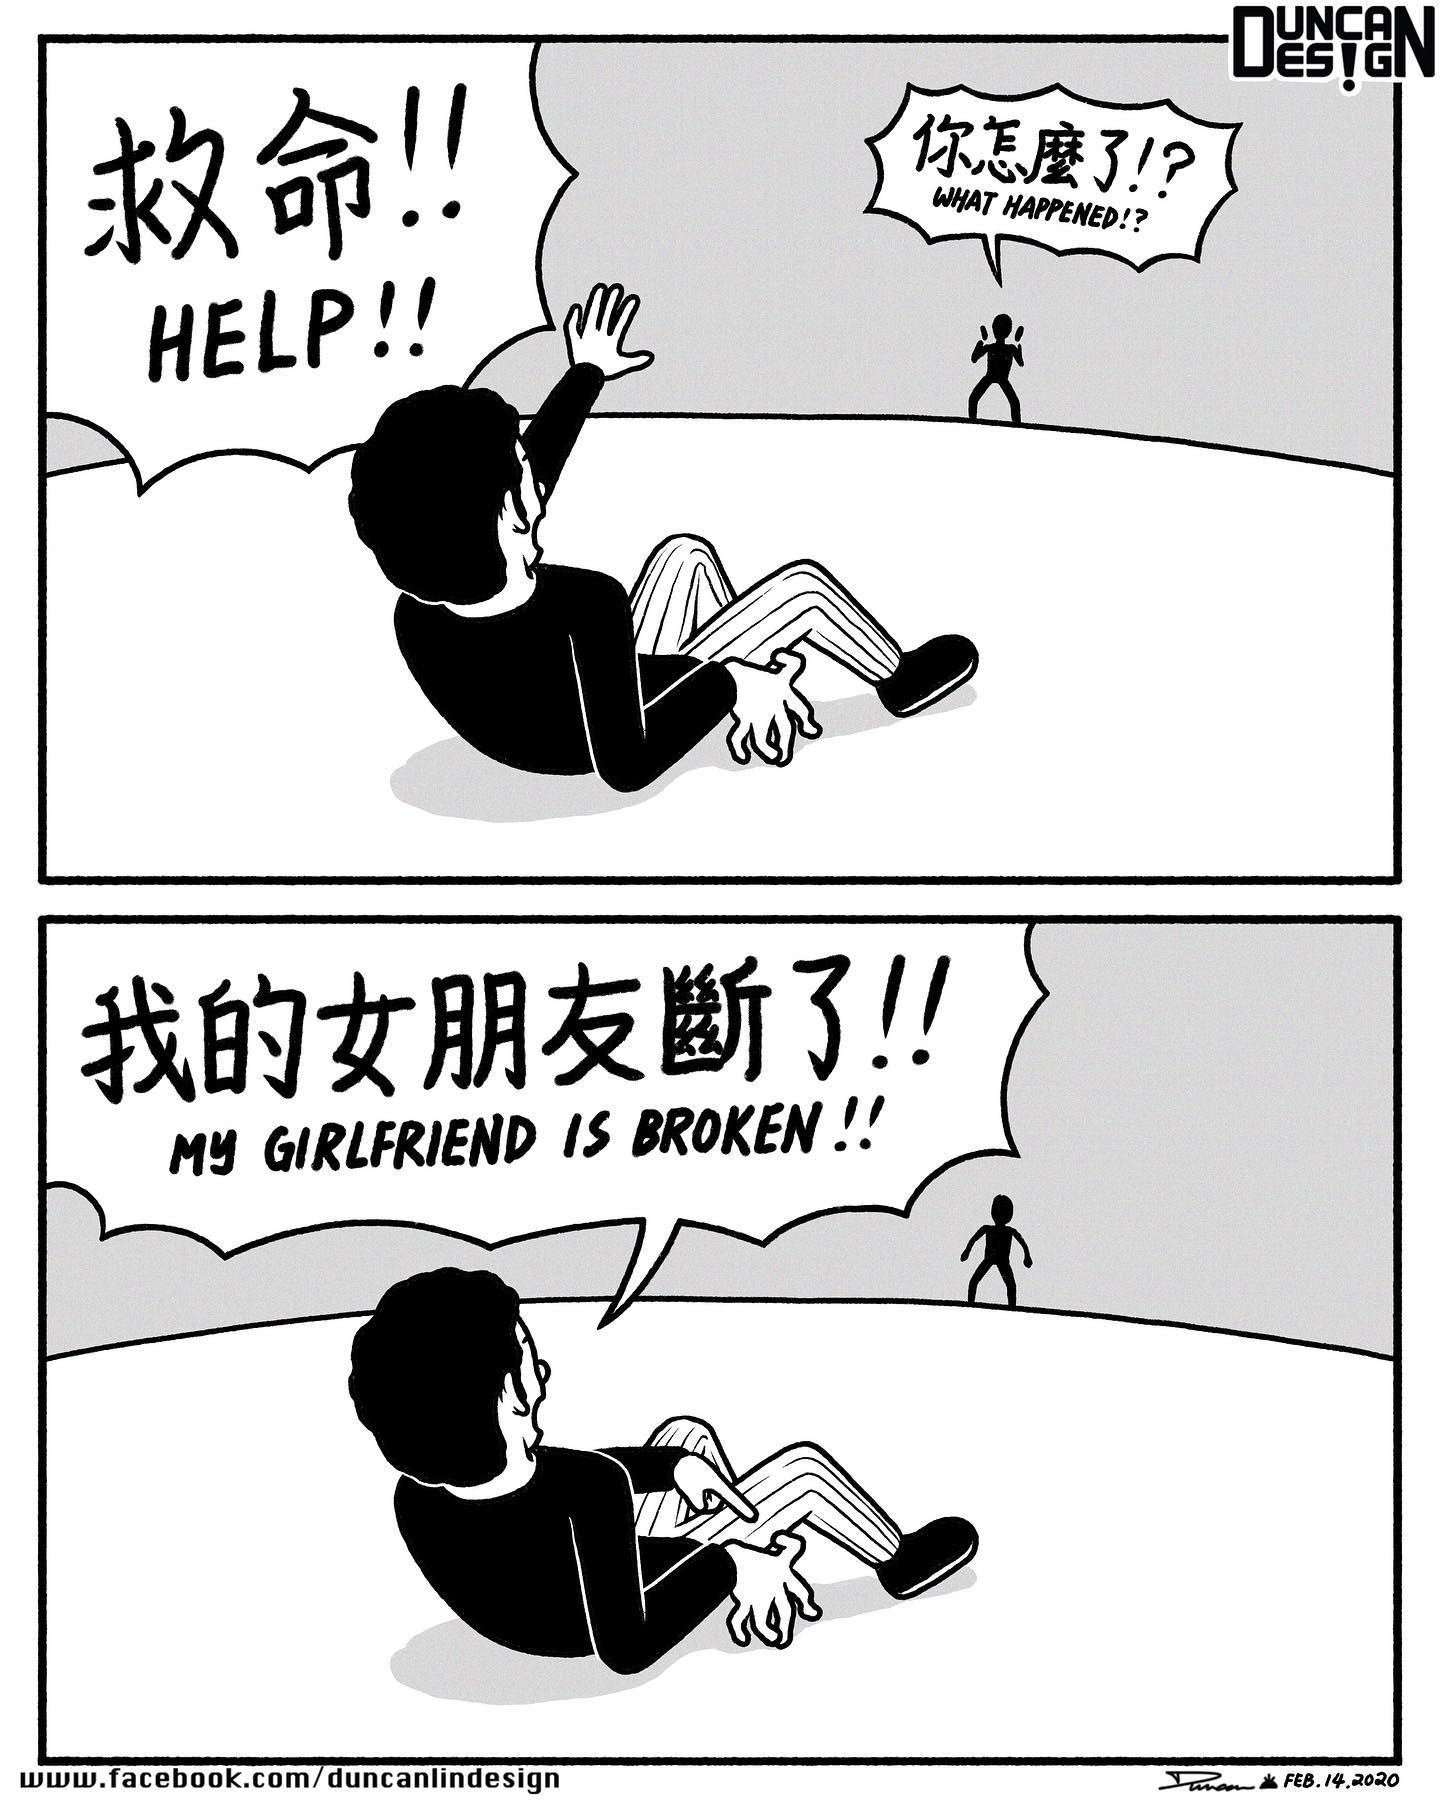 DUNCAN
DES!GN
救命!!
HELP!!
你怎麼了!?
WHAT HAPPENED!?
我的女朋友斷了!!
MY GIRLFRIEND IS BROKEN!!
www.facebook.com/duncanlindesign
Duncan FEB.14.2020